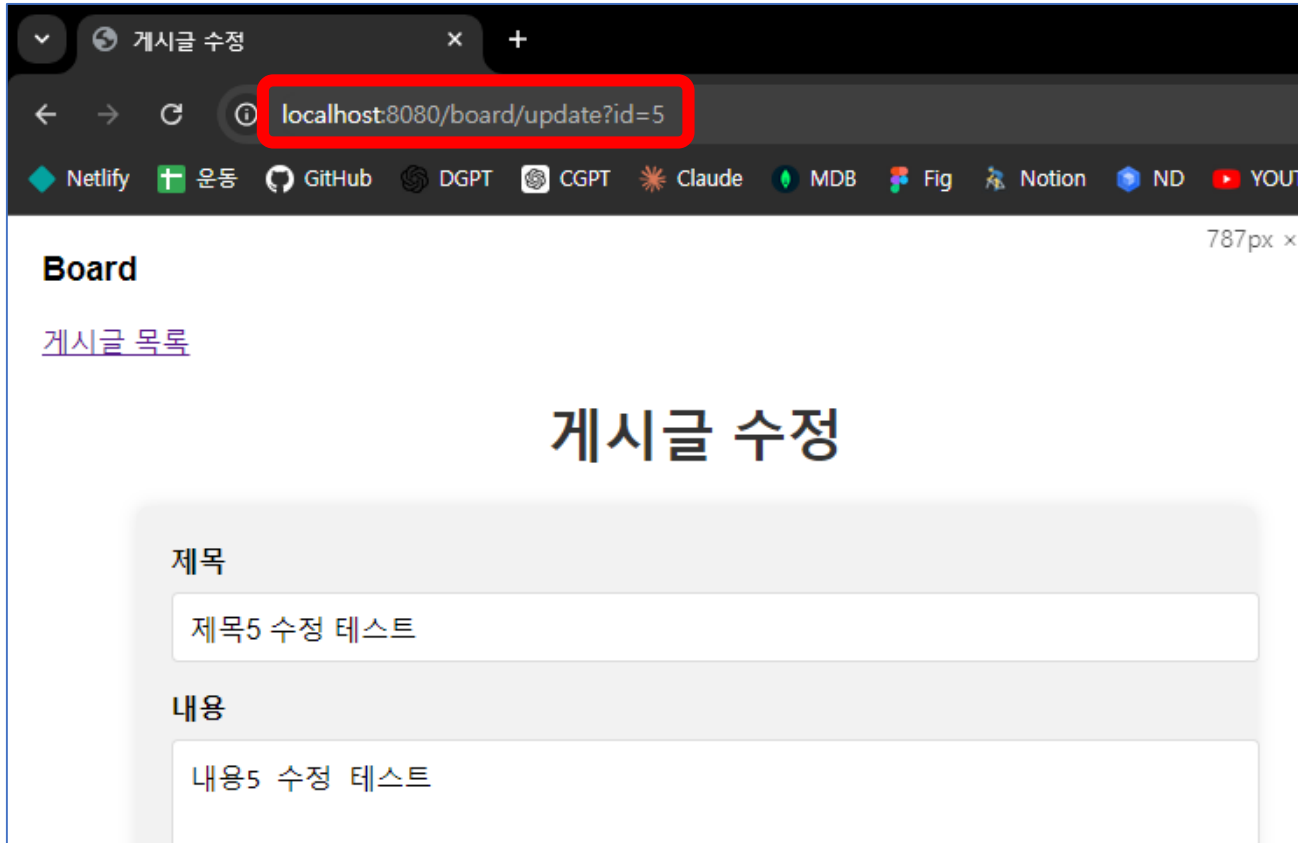 게시글 수정
localhost:8080/board/update?id=5
Netlify 운동 GitHub DGPT CGPT Claude MDB Fig Notion ND YOUT
787px ×
Board
게시글 목록
게시글 수정
제목
제목5 수정 테스트
내용
내용5 수정 테스트